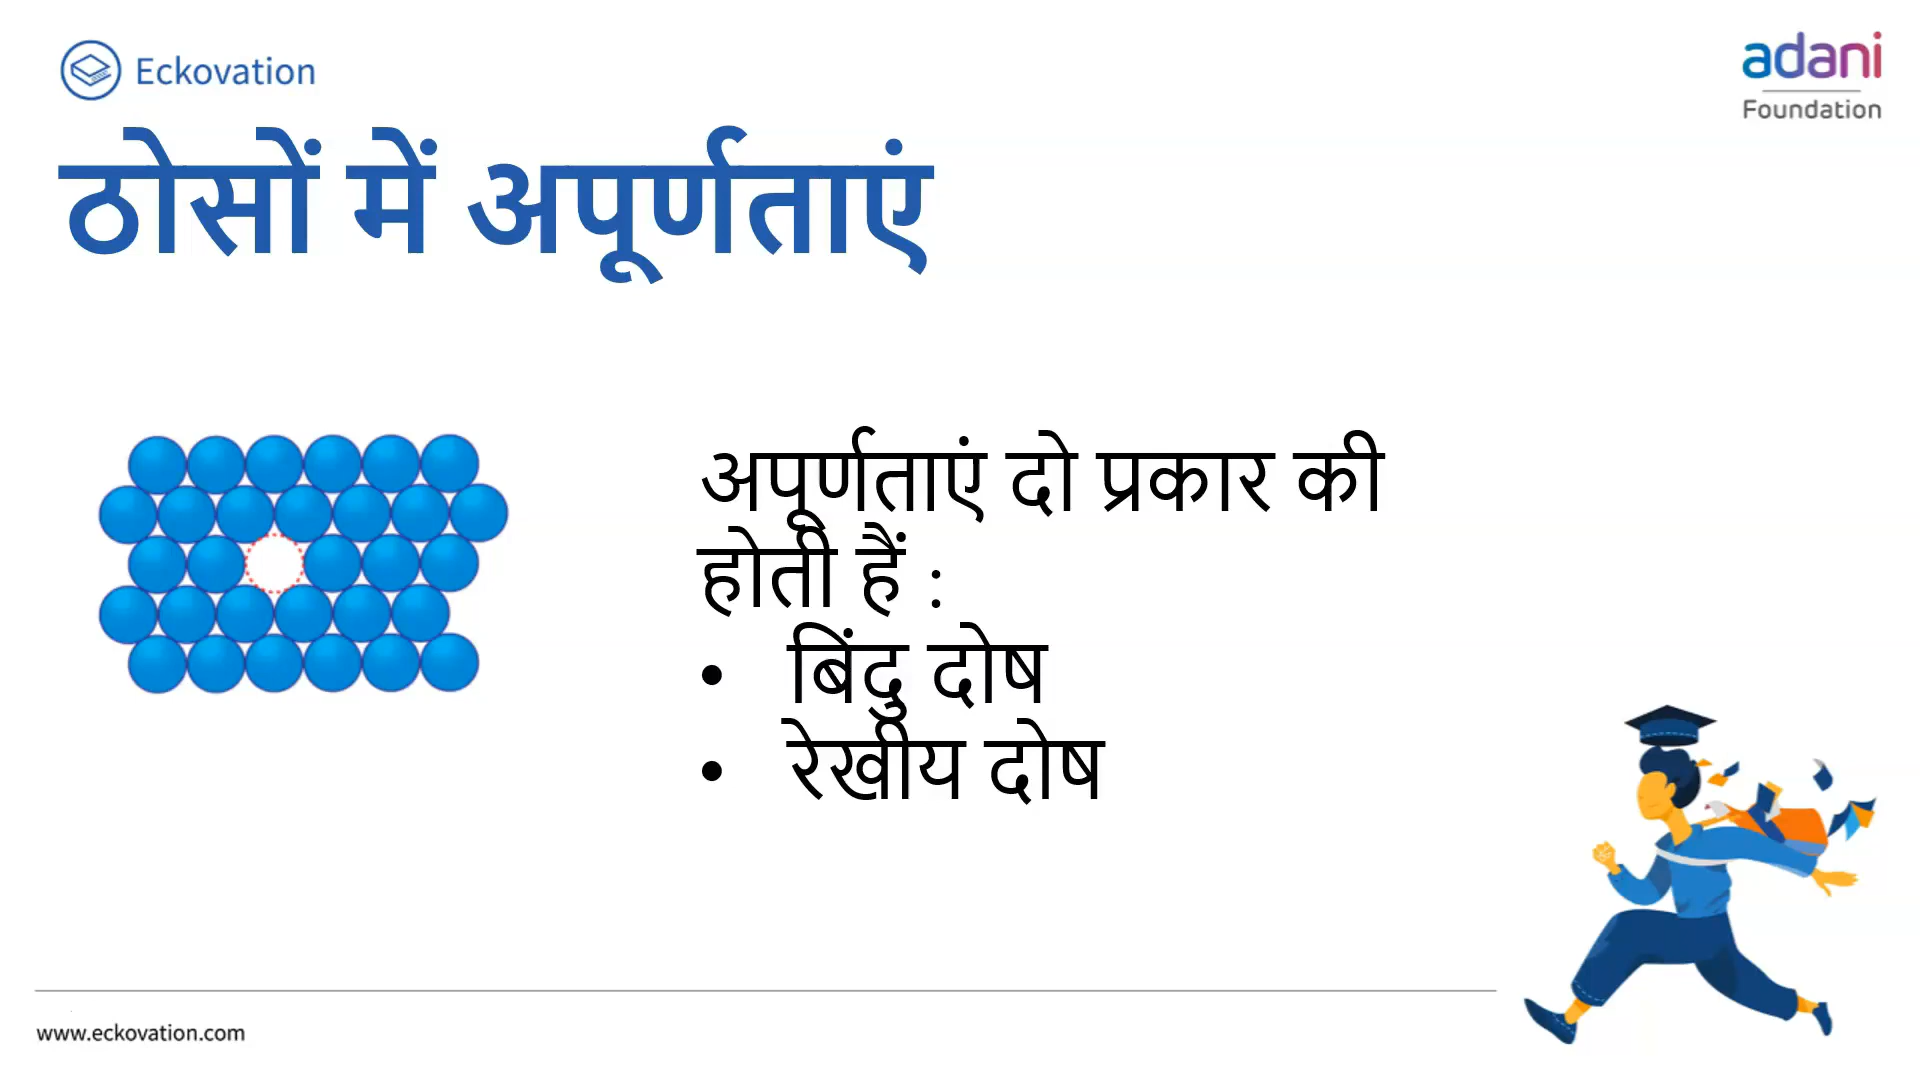 Eckovation
adani
Foundation
ठोसों में अपूर्णताएं
अपूर्णताएं दो प्रकार की
होती हैं :
• बिंदु दोष
• रेखीय दोष
www.eckovation.com